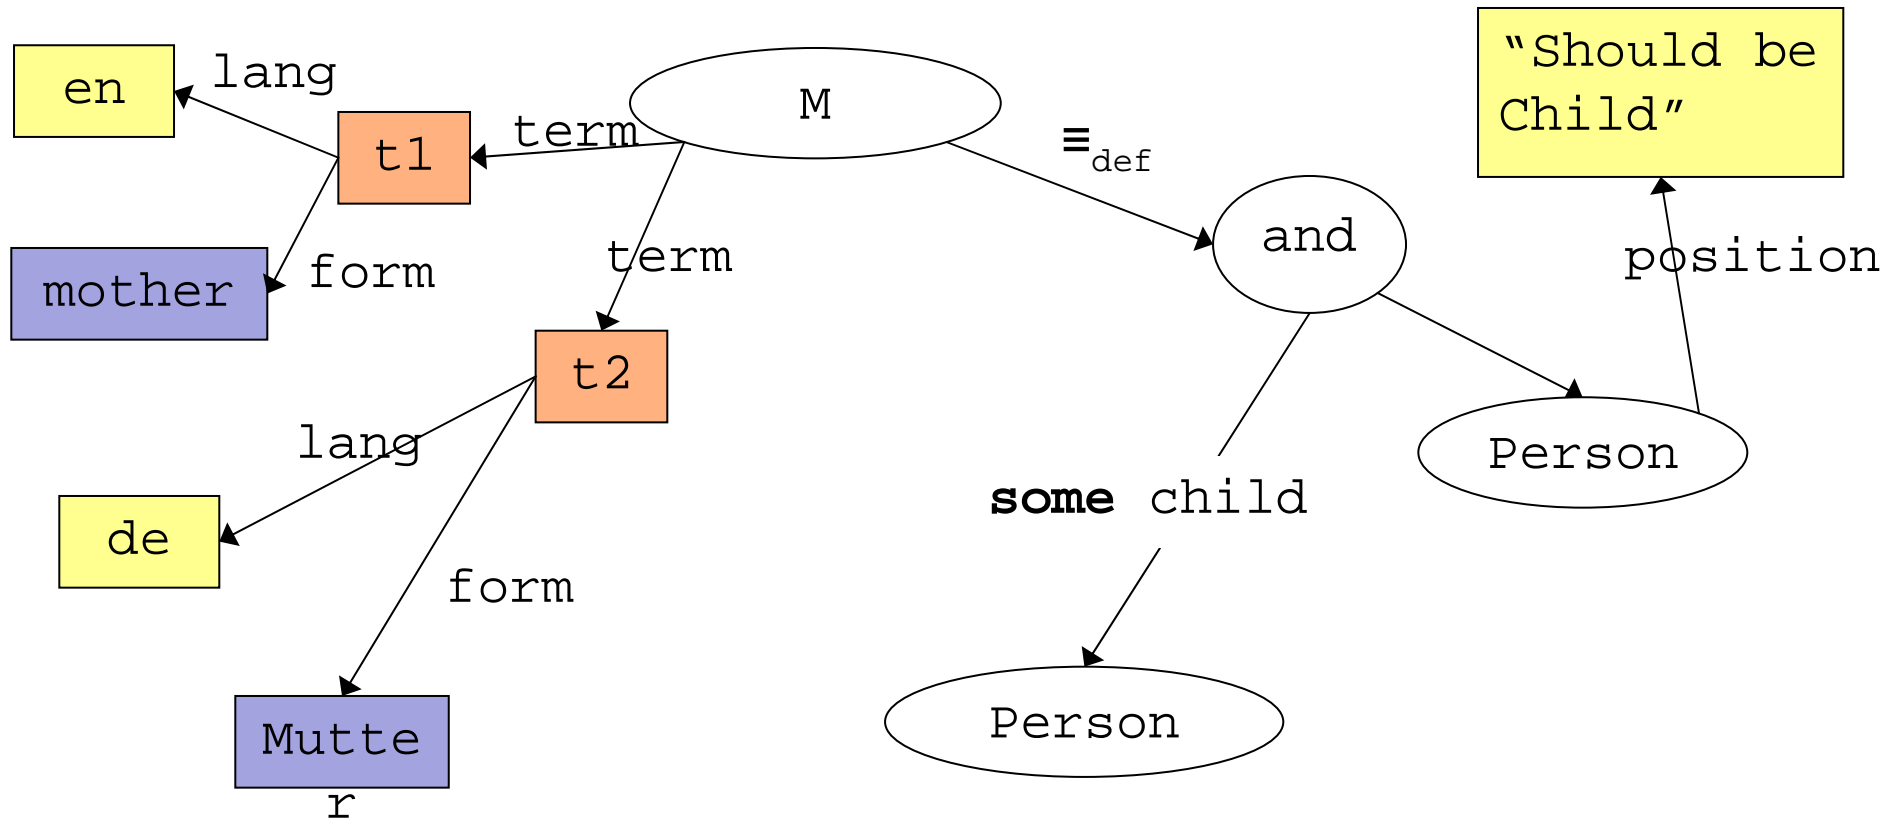 “Should be
Child”
en
lang
M
term
t1
≡def
and
mother
form
term
position
t2
lang
Person
some child
de
form
Person
Mutte
r